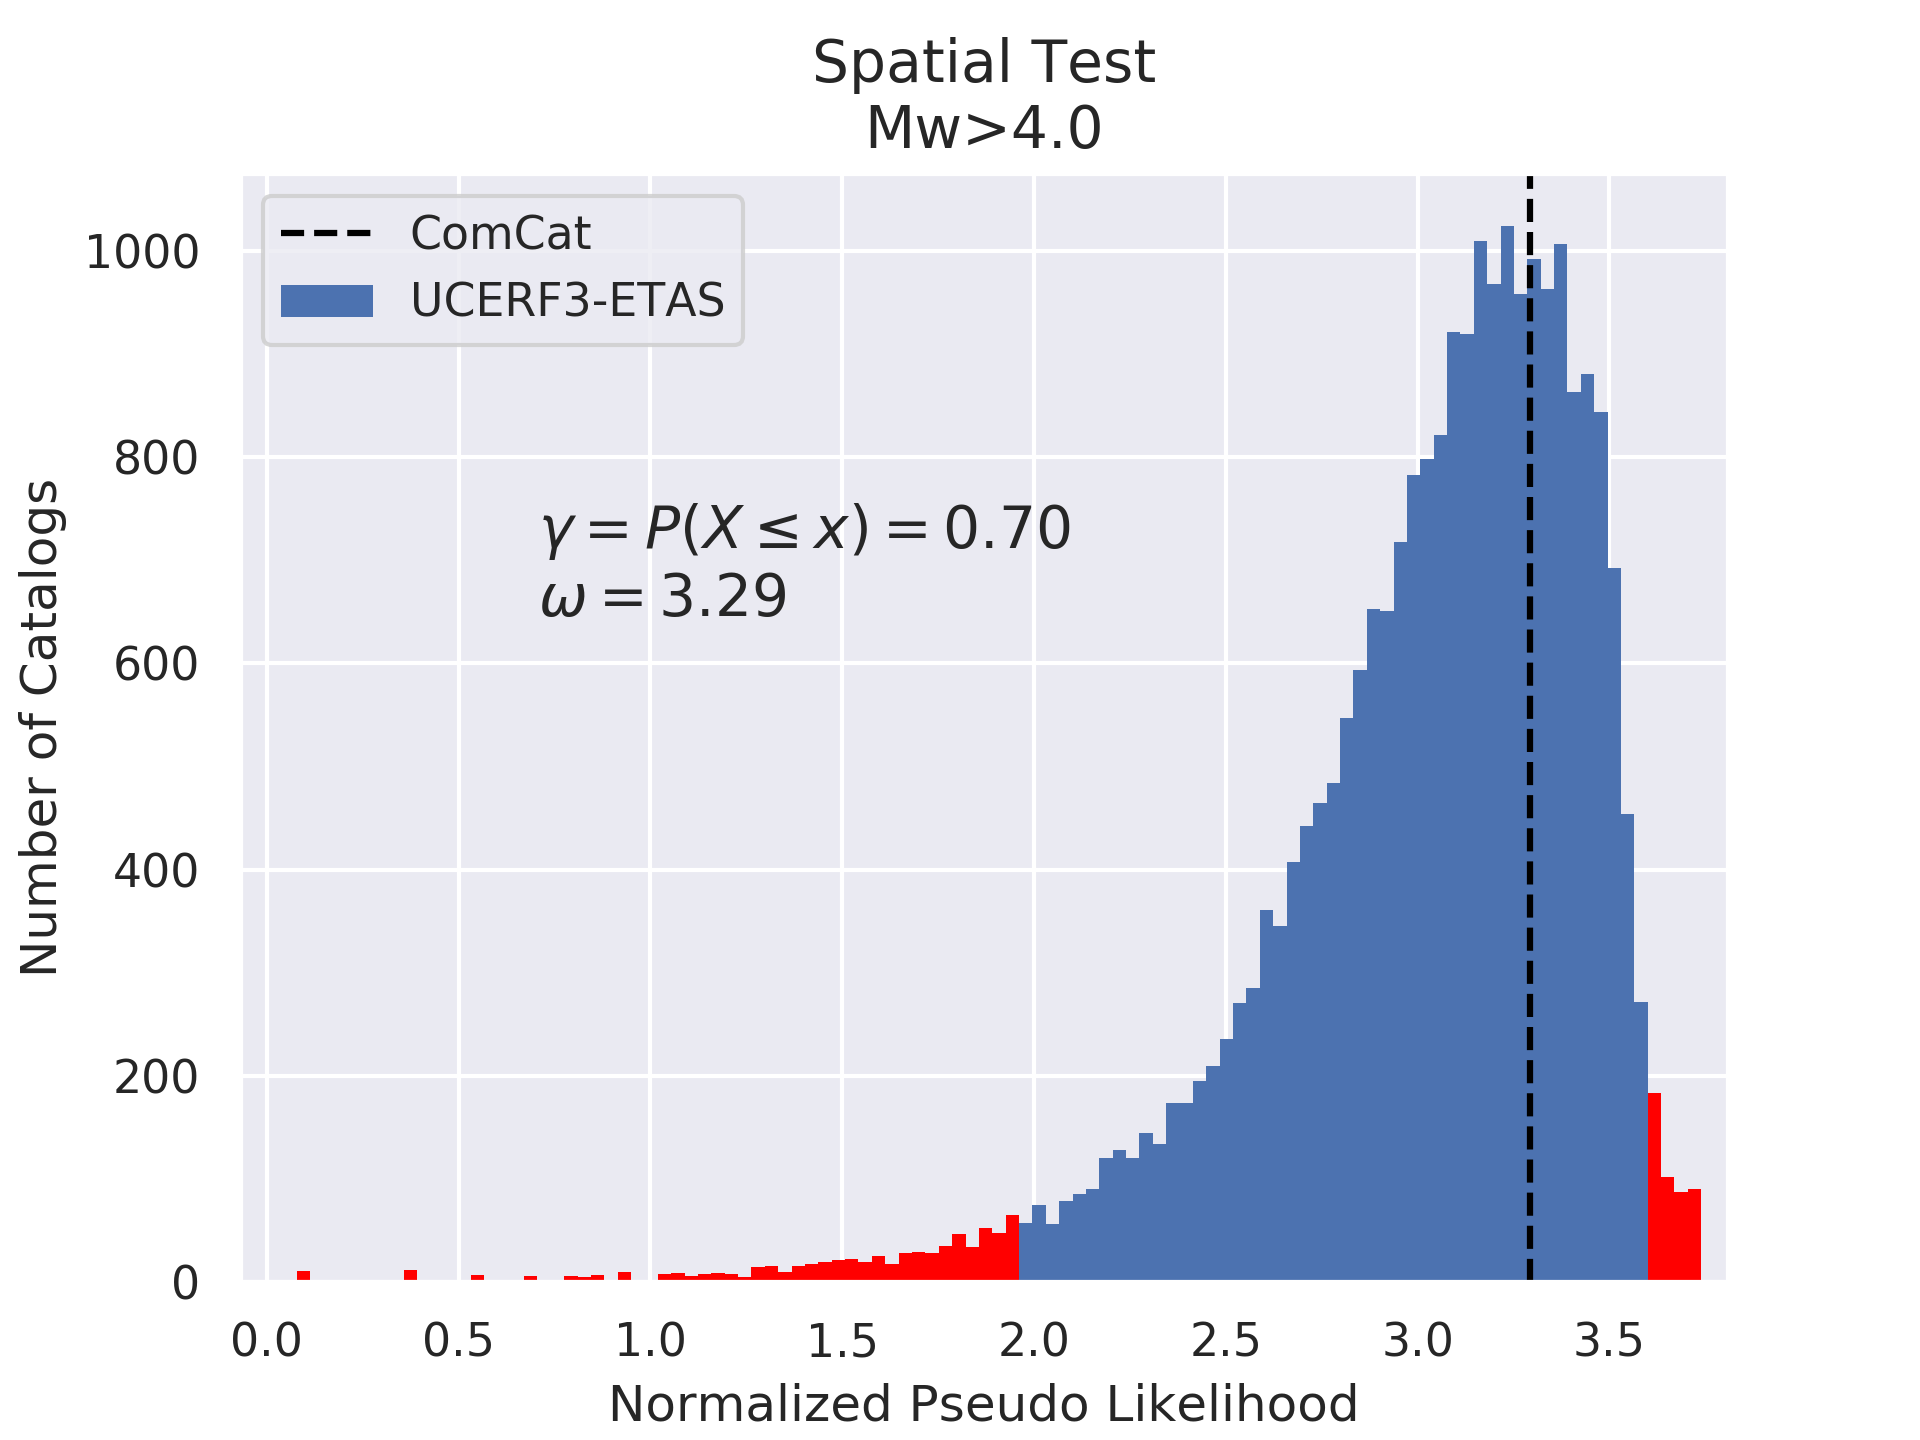 Spatial Test
Mw>4.0
ComCat
UCERF3-ETAS
γ = P(X ≤ x) = 0.70
ω = 3.29
Number of Catalogs
1000
800
600
400
200
0
0.0 0.5 1.0 1.5 2.0 2.5 3.0 3.5
Normalized Pseudo Likelihood